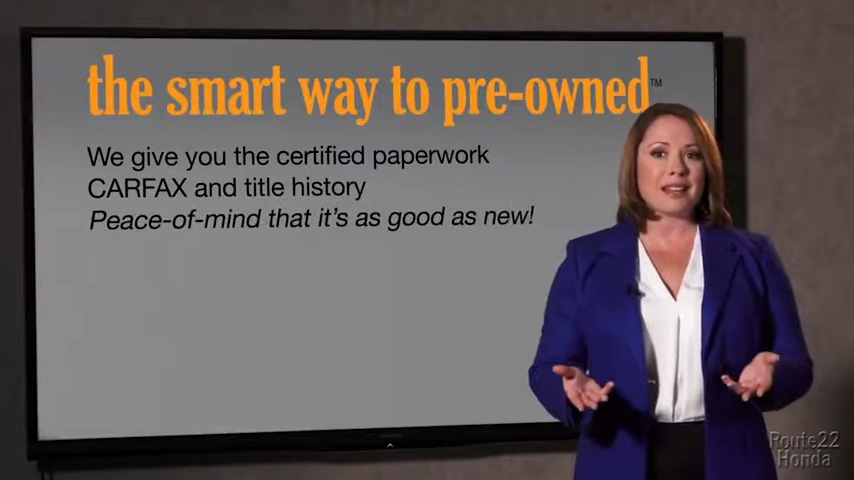 the smart way to pre-owned™
We give you the certified paperwork
CARFAX and title history
Peace-of-mind that it's as good as new!
Route22
Honda